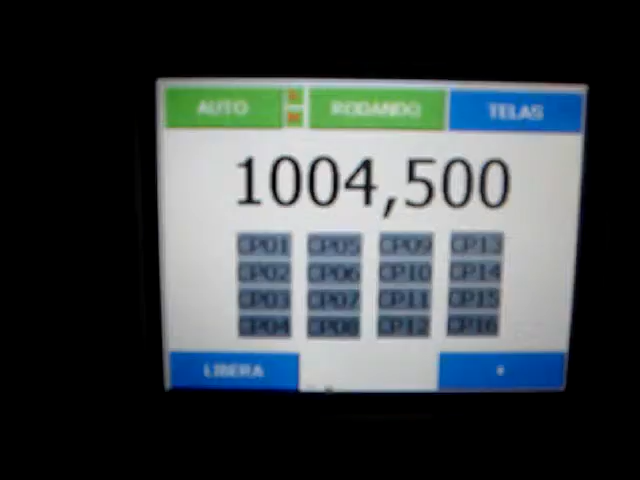 AUTO RODANDO TELAS
1004,500
CP01 CP05 CP09 CP13
CP02 CP06 CP10 CP14
CP03 CP07 CP11 CP15
CP04 CP08 CP12 CP16
LIBERA